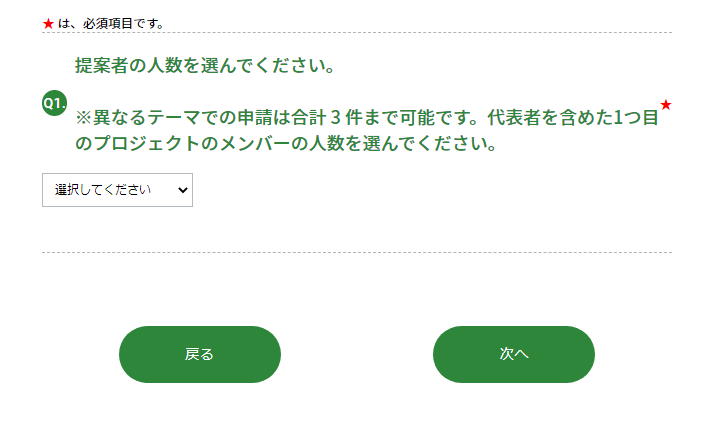 ★ は、必須項目です。
提案者の人数を選んでください。
Q1.
※異なるテーマでの申請は合計３件まで可能です。代表者を含めた1つ目★
のプロジェクトのメンバーの人数を選んでください。
選択してください
戻る
次へ